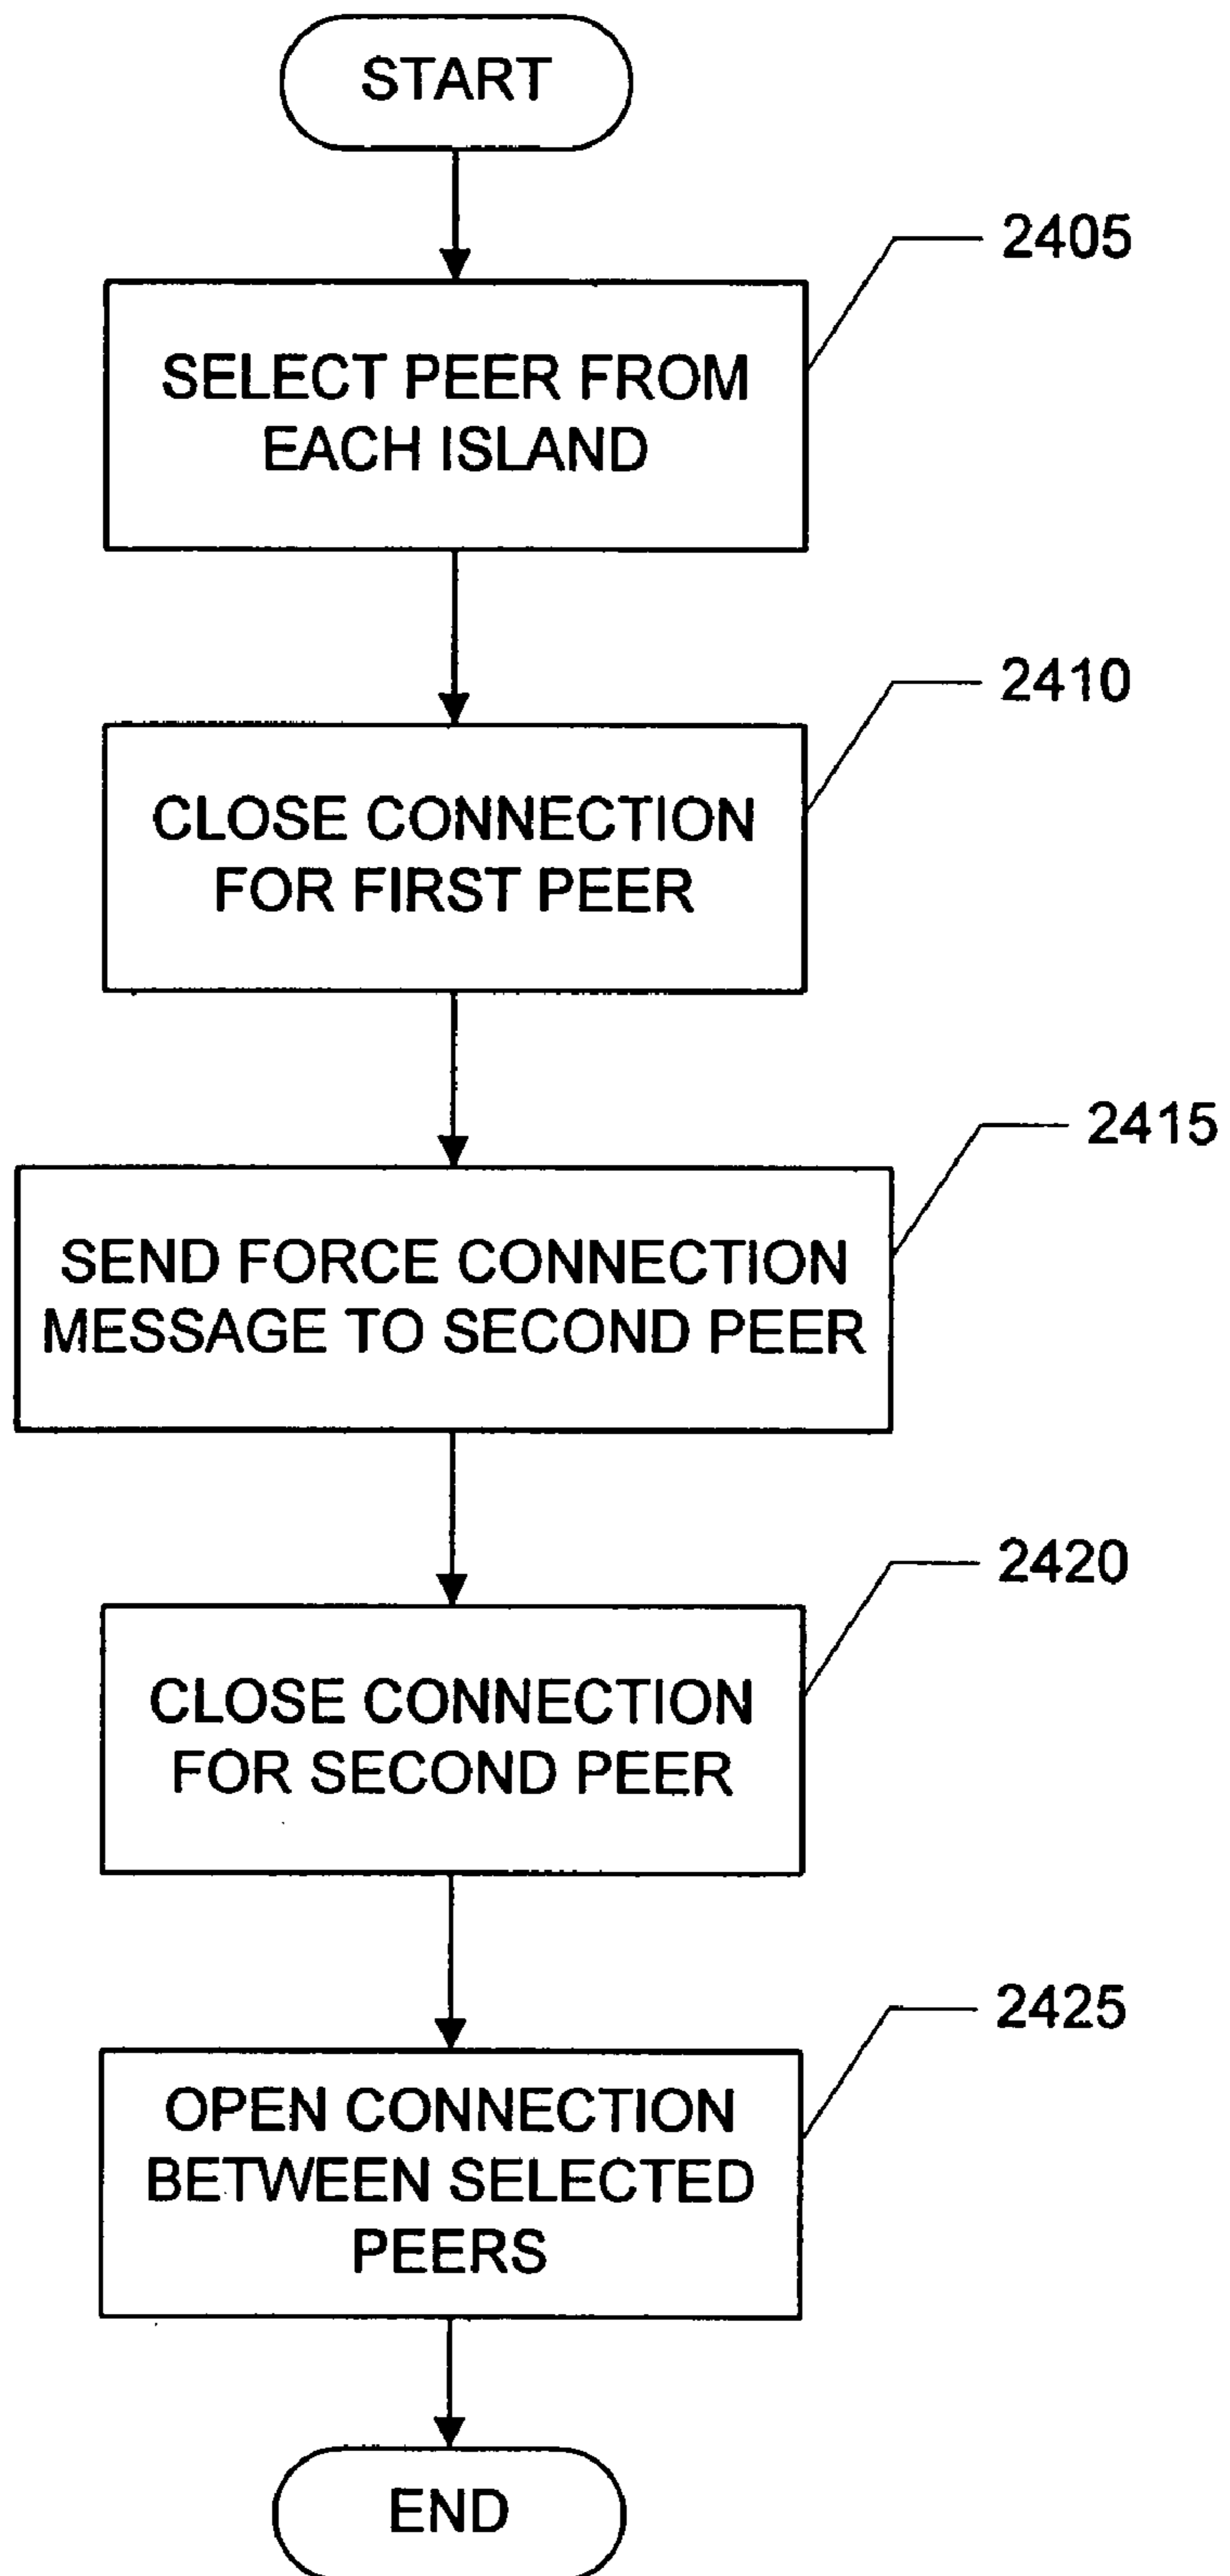 START
2405
SELECT PEER FROM
EACH ISLAND
2410
CLOSE CONNECTION
FOR FIRST PEER
2415
SEND FORCE CONNECTION
MESSAGE TO SECOND PEER
2420
CLOSE CONNECTION
FOR SECOND PEER
2425
OPEN CONNECTION
BETWEEN SELECTED
PEERS
END